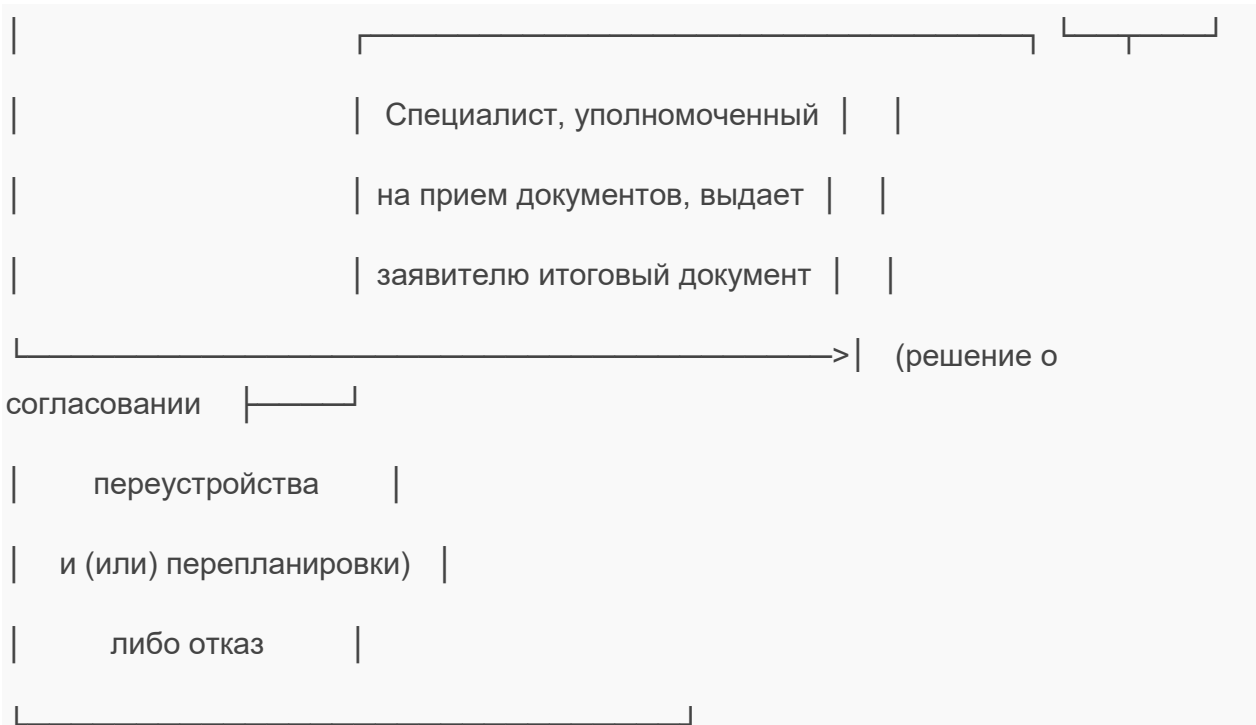 Специалист, уполномоченный
на прием документов, выдает
заявителю итоговый документ
(решение о
согласовании
переустройства
и (или) перепланировки)
либо отказ